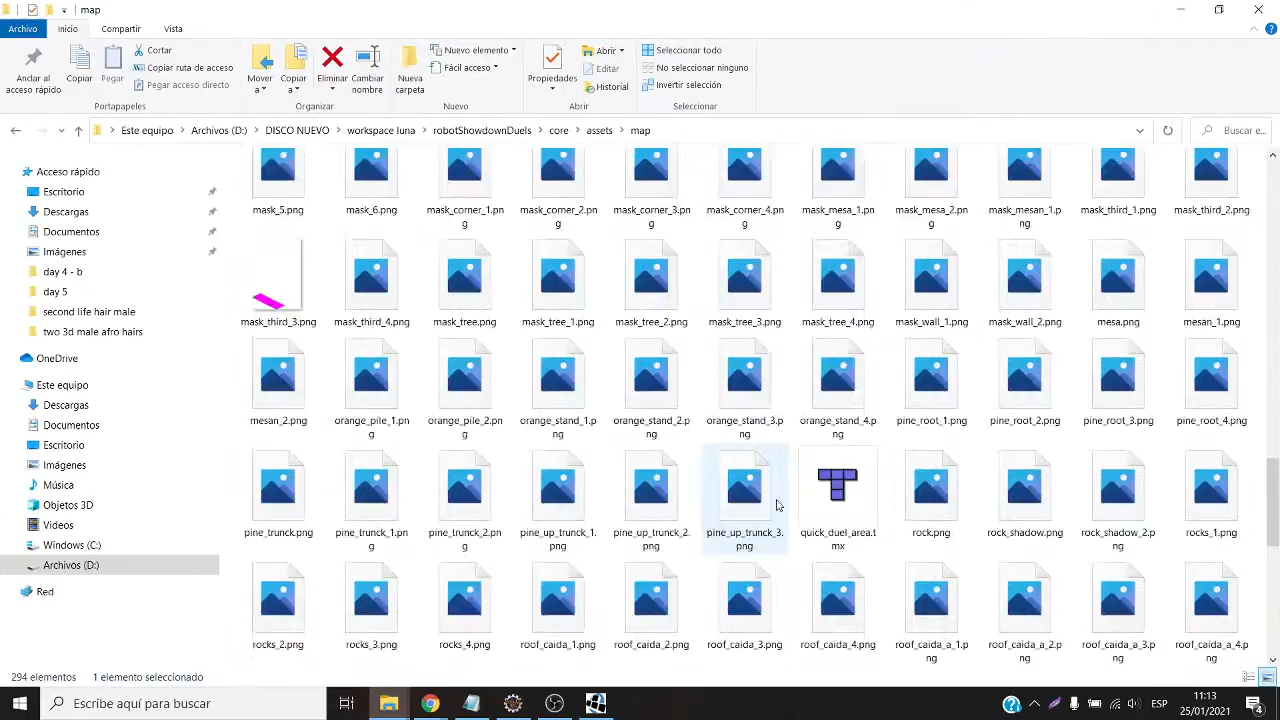 map
Archivo Inicio Compartir Vista
Anclar al acceso rápido
Copiar
Pegar
Cortar
Copiar ruta de acceso
Pegar acceso directo
Portapapeles
Mover a
Copiar a
Eliminar
Cambiar nombre
Organizar
Nueva carpeta
Nuevo elemento
Fácil acceso
Nuevo
Propiedades
Abrir
Editar
Historial
Abrir
Seleccionar todo
No seleccionar ninguno
Invertir selección
Seleccionar
Este equipo Archivos (D:) DISCO NUEVO workspace luna robotShowdownDuels core assets map
Buscar e...
Acceso rápido
Escritorio
Descargas
Documentos
Imágenes
day 4 - b
day 5
second life hair male
two 3d male afro hairs
OneDrive
Este equipo
Descargas
Documentos
Escritorio
Imágenes
Música
Objetos 3D
Videos
Windows (C:)
Archivos (D:)
Red
mask_5.png mask_6.png mask_corner_1.png mask_corner_2.png mask_corner_3.png mask_corner_4.png mask_mesa_1.png mask_mesa_2.png mask_mesan_1.png mask_third_1.png mask_third_2.png
mask_third_3.png mask_third_4.png mask_tree.png mask_tree_1.png mask_tree_2.png mask_tree_3.png mask_tree_4.png mask_wall_1.png mask_wall_2.png mesa.png mesan_1.png
mesan_2.png orange_pile_1.png orange_pile_2.png orange_stand_1.png orange_stand_2.png orange_stand_3.png orange_stand_4.png pine_root_1.png pine_root_2.png pine_root_3.png pine_root_4.png
pine_trunck.png pine_trunck_1.png pine_trunck_2.png pine_up_trunck_1.png pine_up_trunck_2.png pine_up_trunck_3.png quick_duel_area.tmx rock.png rock_shadow.png rock_shadow_2.png rocks_1.png
rocks_2.png rocks_3.png rocks_4.png roof_caida_1.png roof_caida_2.png roof_caida_3.png roof_caida_4.png roof_caida_a_1.png roof_caida_a_2.png roof_caida_a_3.png roof_caida_a_4.png
294 elementos 1 elemento seleccionado
Escribe aquí para buscar
ESP
11:13
25/01/2021
4